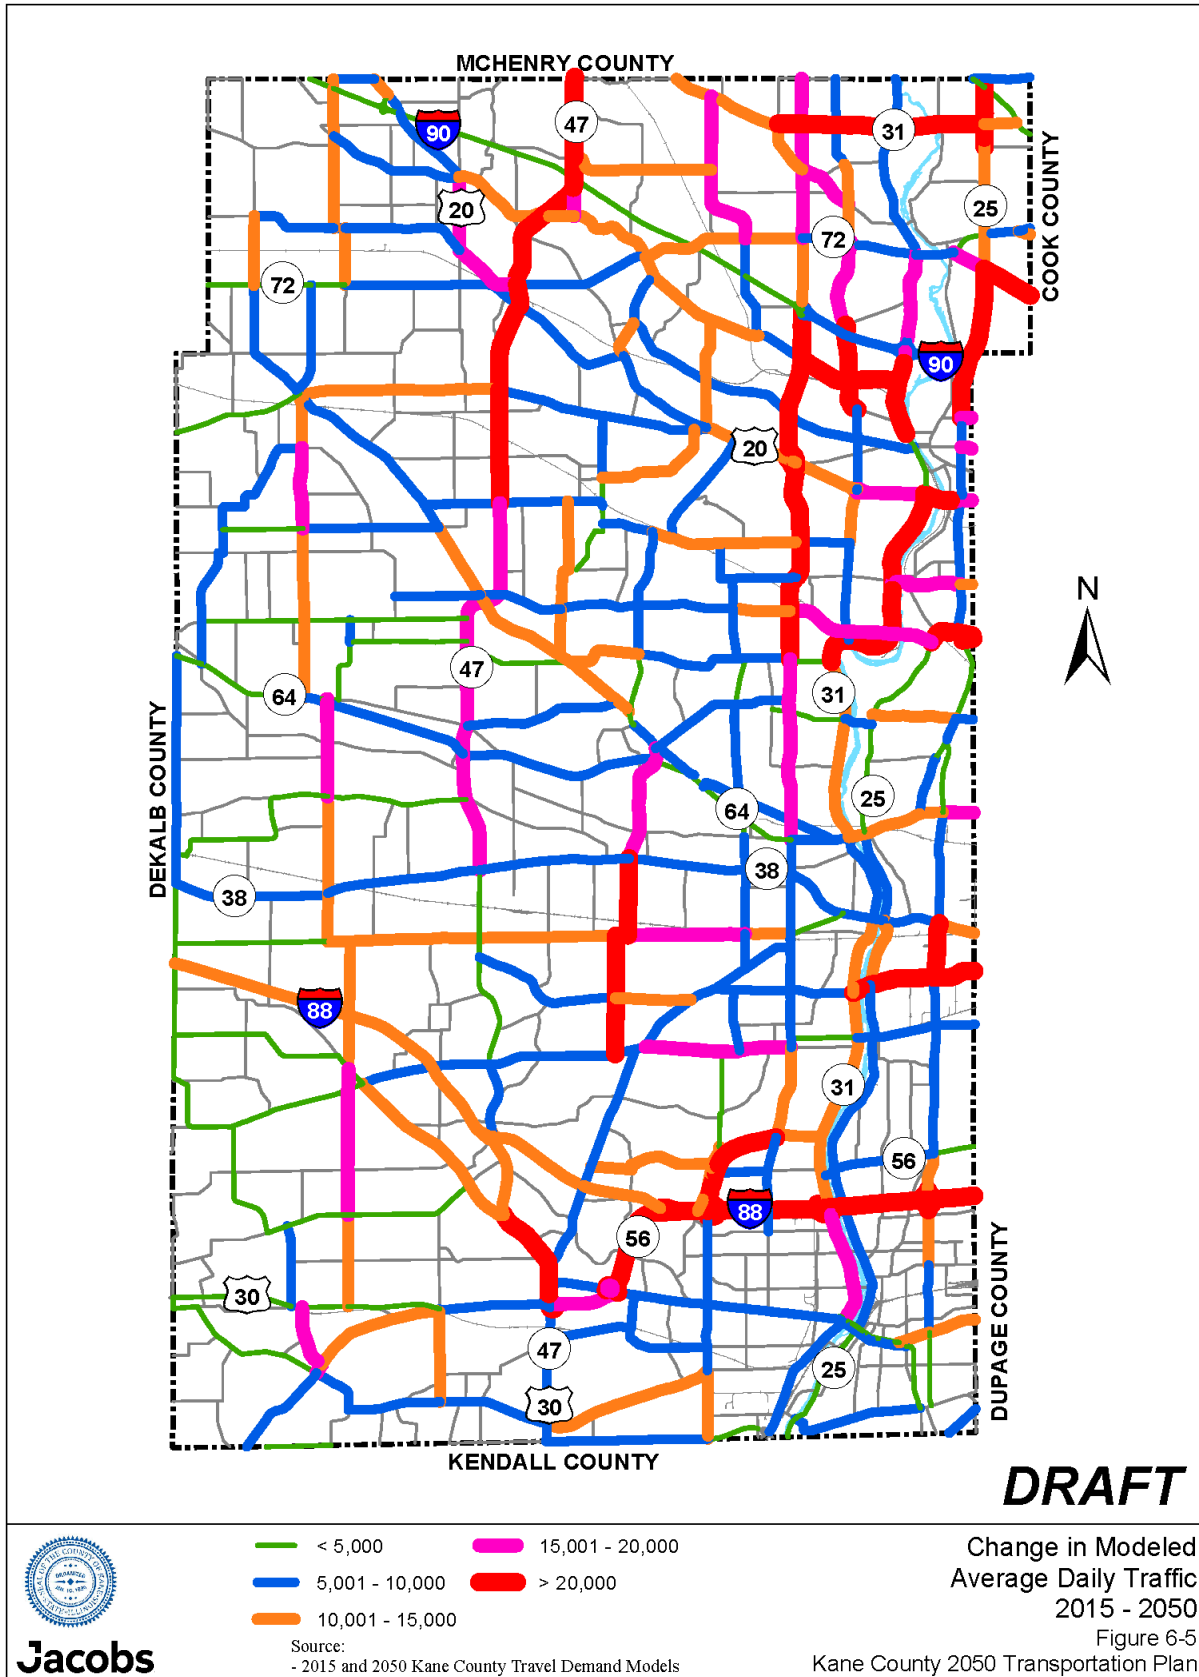 MCHENRY COUNTY
90
47
31
20
25
72
COOK COUNTY
72
90
20
N
47
64
31
DEKALB COUNTY
25
64
38
38
88
31
56
88
56
30
DUPAGE COUNTY
47
25
30
KENDALL COUNTY
DRAFT
< 5,000
5,001 - 10,000
10,001 - 15,000
15,001 - 20,000
> 20,000
Change in Modeled
Average Daily Traffic
2015 - 2050
Figure 6-5
Kane County 2050 Transportation Plan
Jacobs
Source:
- 2015 and 2050 Kane County Travel Demand Models